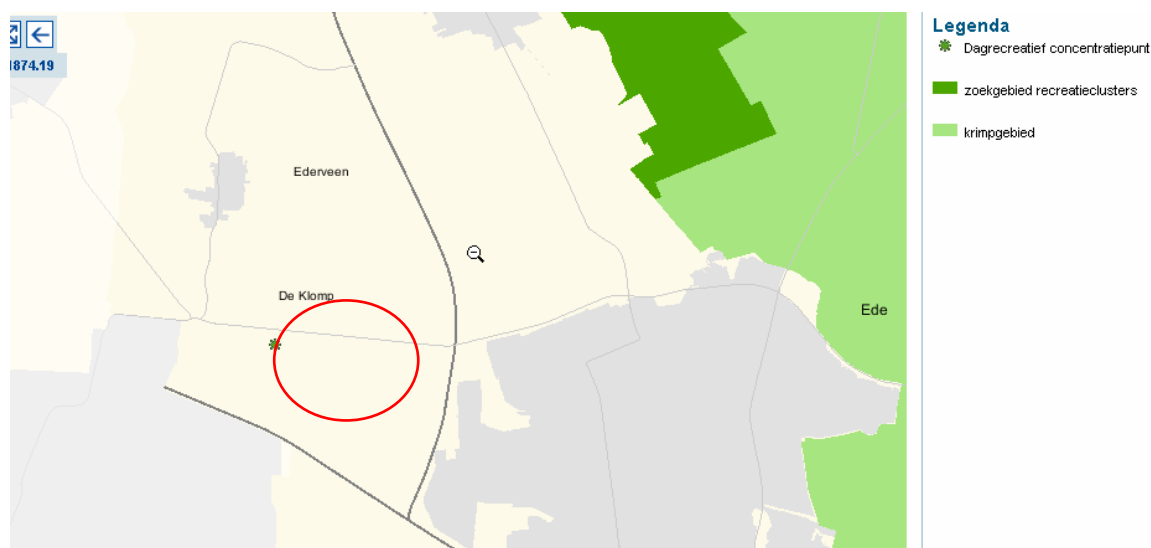 1874.19
Ederveen
De Klomp
Ede
Legenda
Dagrecreatief concentratiepunt
zoekgebied recreatieclusters
krimpgebied